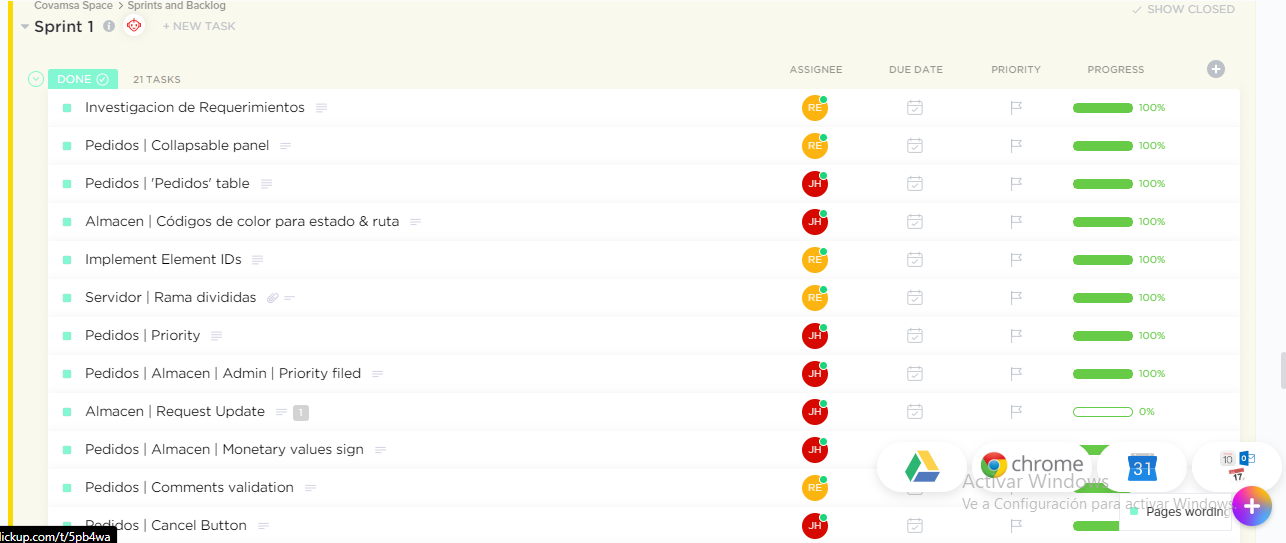 Covamsa Space > Sprints and Backlog
SHOW CLOSED
Sprint 1
+ NEW TASK
DONE
21 TASKS
ASSIGNEE
DUE DATE
PRIORITY
PROGRESS
Investigacion de Requerimientos RE 100%
Pedidos | Collapsable panel RE 100%
Pedidos | 'Pedidos' table JH 100%
Almacen | Códigos de color para estado & ruta JH 100%
Implement Element IDs RE 100%
Servidor | Rama divididas RE 100%
Pedidos | Priority JH 100%
Pedidos | Almacen | Admin | Priority filed JH 100%
Almacen | Request Update 1 JH 0%
Pedidos | Almacen | Monetary values sign JH
chrome
31
10
17
Activar Windows
Pedidos | Comments validation RE
Ve a Configuración para activar Windows
Pages wording
Pedidos | Cancel Button JH
lickup.com/t/5pb4wa